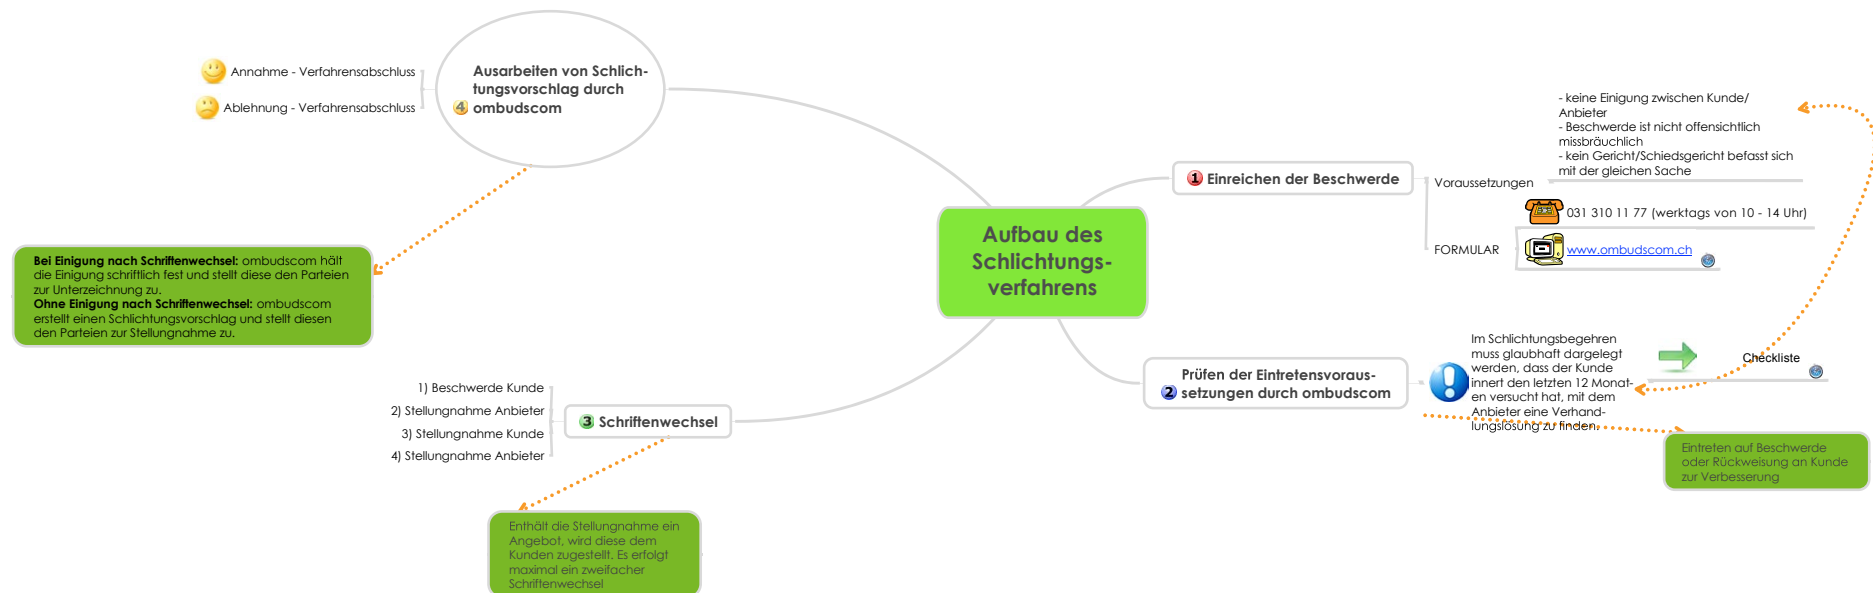 Aufbau des
Schlichtungs-
verfahrens
1 Einreichen der Beschwerde
Voraussetzungen
- keine Einigung zwischen Kunde/
Anbieter
- Beschwerde ist nicht offensichtlich
missbräuchlich
- kein Gericht/Schiedsgericht befasst sich
mit der gleichen Sache
FORMULAR
031 310 11 77 (werktags von 10 - 14 Uhr)
www.ombudscom.ch
Prüfen der Eintretensvoraus-
2 setzungen durch ombudscom
Im Schlichtungsbegehren
muss glaubhaft dargelegt
werden, dass der Kunde
innert den letzten 12 Monat-
en versucht hat, mit dem
Anbieter eine Verhand-
lungslösung zu finden.
Checkliste
Eintreten auf Beschwerde
oder Rückweisung an Kunde
zur Verbesserung
3 Schriftenwechsel
1) Beschwerde Kunde
2) Stellungnahme Anbieter
3) Stellungnahme Kunde
4) Stellungnahme Anbieter
Enthält die Stellungnahme ein
Angebot, wird diese dem
Kunden zugestellt. Es erfolgt
maximal ein zweifacher
Schriftenwechsel
Ausarbeiten von Schlich-
tungsvorschlag durch
4 ombudscom
Annahme - Verfahrensabschluss
Ablehnung - Verfahrensabschluss
Bei Einigung nach Schriftenwechsel: ombudscom hält
die Einigung schriftlich fest und stellt diese den Parteien
zur Unterzeichnung zu.
Ohne Einigung nach Schriftenwechsel: ombudscom
erstellt einen Schlichtungsvorschlag und stellt diesen
den Parteien zur Stellungnahme zu.